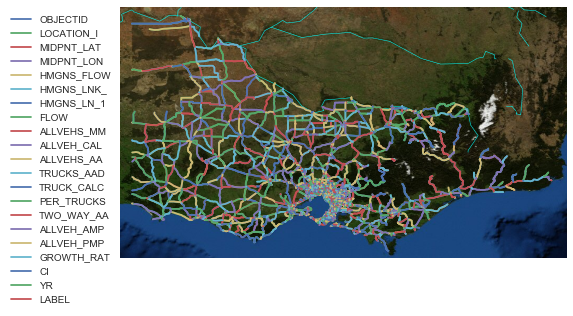 OBJECTID
LOCATION_I
MIDPNT_LAT
MIDPNT_LON
HMGNS_FLOW
HMGNS_LNK_
HMGNS_LN_1
FLOW
ALLVEHS_MM
ALLVEH_CAL
ALLVEHS_AA
TRUCKS_AAD
TRUCK_CALC
PER_TRUCKS
TWO_WAY_AA
ALLVEH_AMP
ALLVEH_PMP
GROWTH_RAT
CI
YR
LABEL